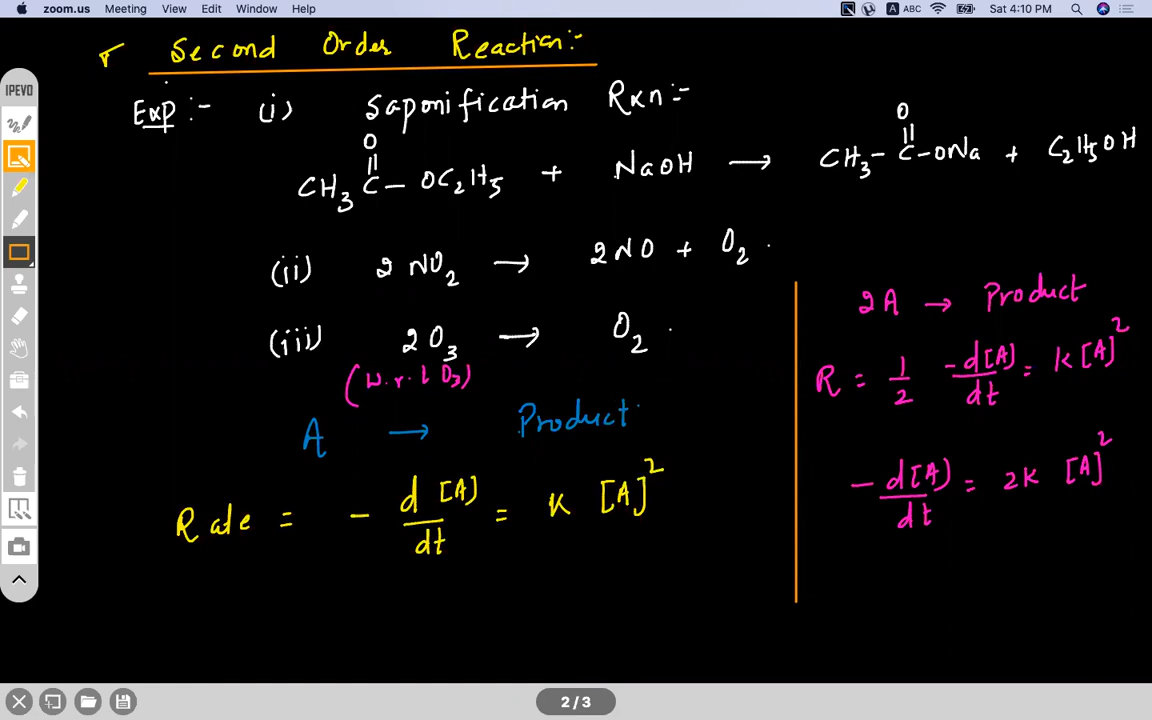 zoom.us Meeting View Edit Window Help
A ABC Sat 4:10 PM
IPEVO
Second Order Reaction:-
Exp:- (i) Saponification Rxn:-
O
O
CH3 - C - OC2H5 + NaOH → CH3 - C - ONa + C2H5OH
(ii) 2NO2 → 2NO + O2 .
(iii) 2O3 → O2 .
(w.r.t O3)
A → Product
Rate = - d[A]/dt = K [A]^2
2A → Product
R = 1/2 -d[A]/dt = K[A]^2
- d[A]/dt = 2K [A]^2
2 / 3